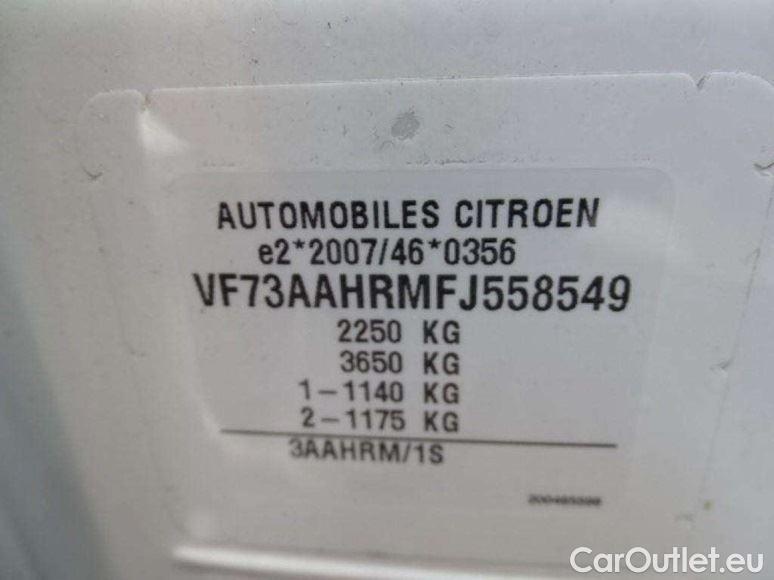 AUTOMOBILES CITROEN
e2*2007/46*0356
VF73AAHRMFJ558549
2250 KG
3650 KG
1-1140 KG
2-1175 KG
3AAHRM/1S
CarOutlet.eu